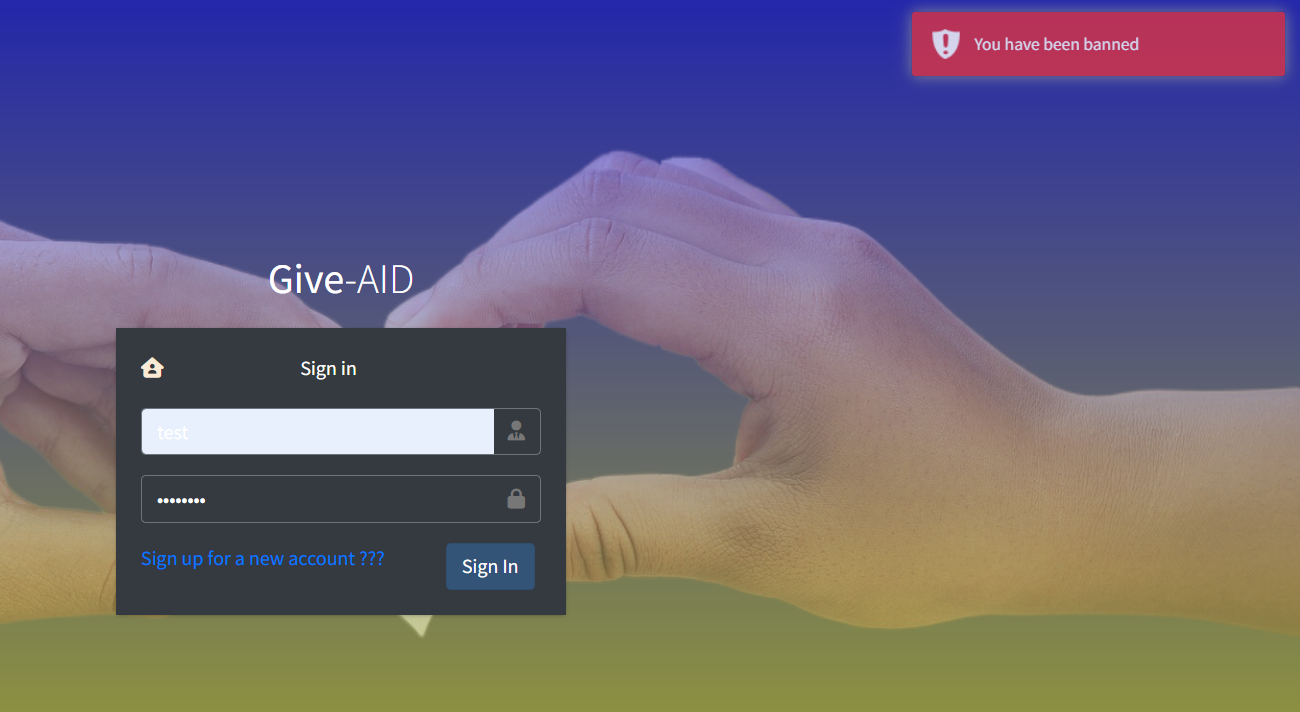 You have been banned
Give-AID
Sign in
test
••••••••
Sign up for a new account ???
Sign In